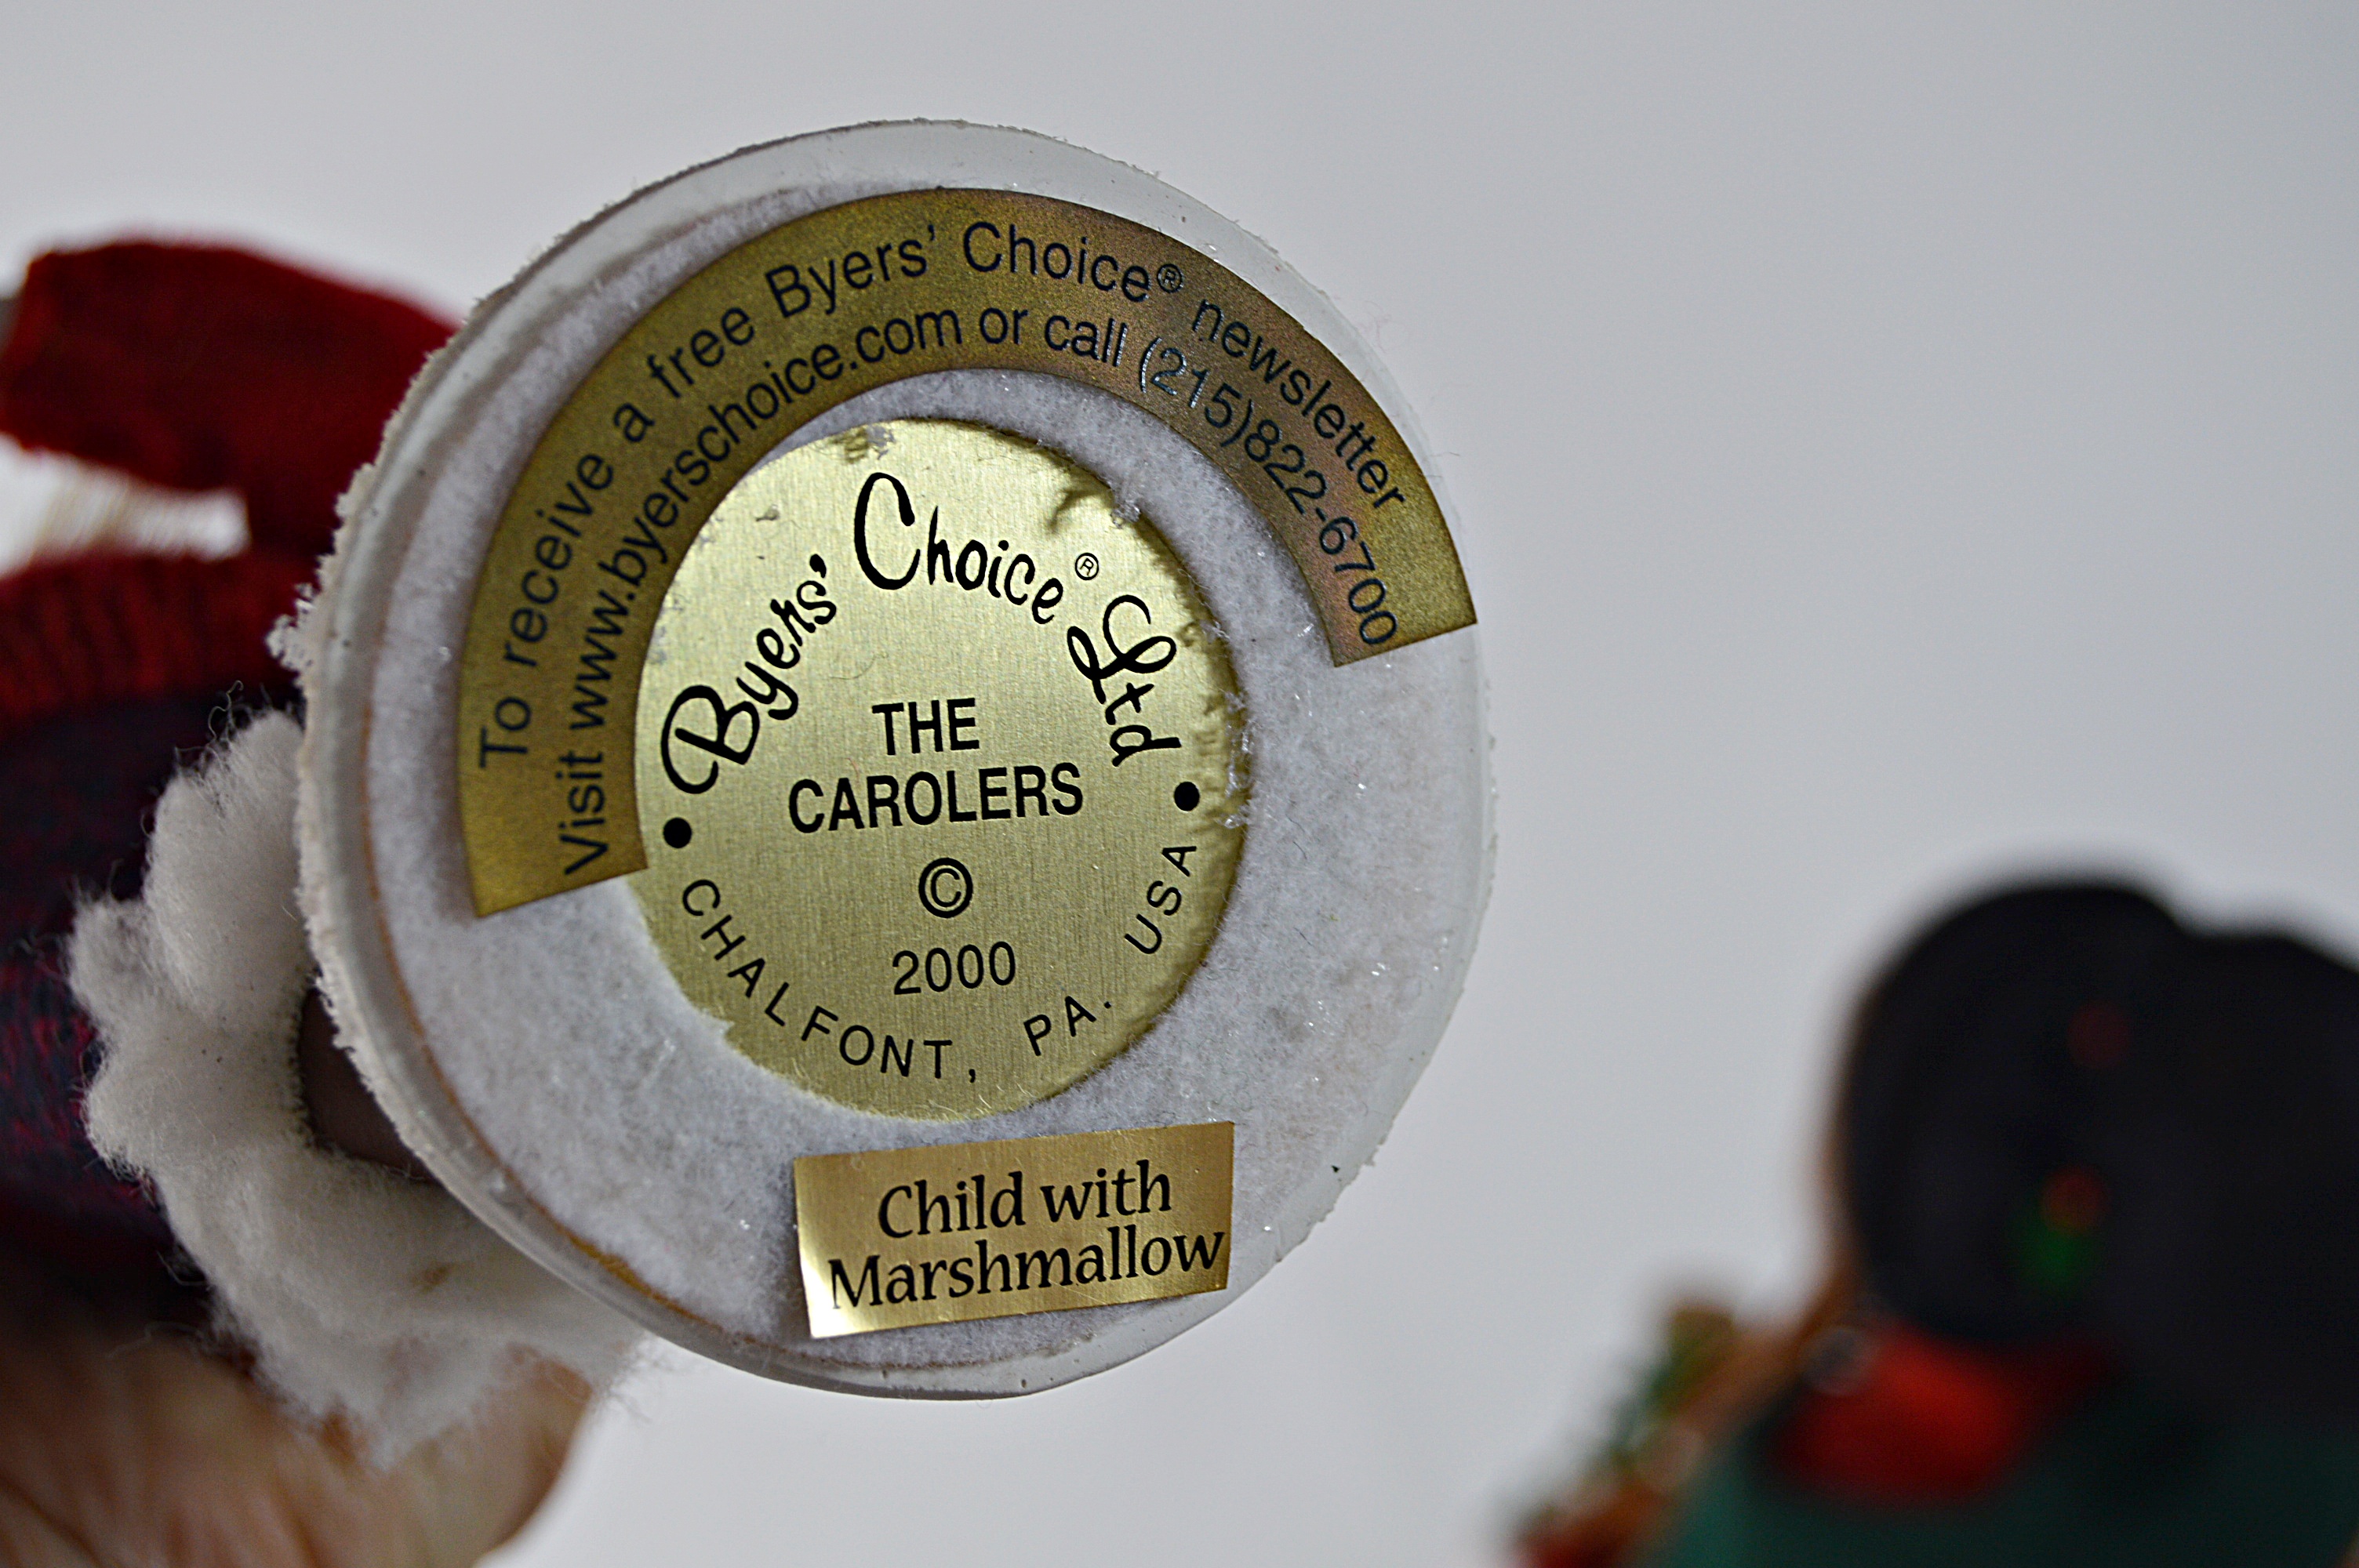 To receive a free Byers' Choice® newsletter
Visit www.byerschoice.com or call (215)822-6700
Byers' Choice® Ltd
THE
CAROLERS
©
2000
• CHALFONT, PA. USA •
Child with
Marshmallow